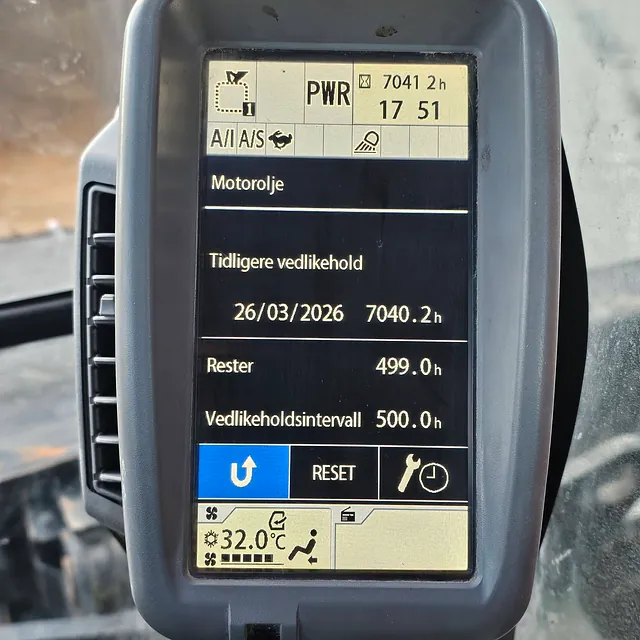 PWR
7041 2h
17 51
1
A/I A/S
Motorolje
Tidligere vedlikehold
26/03/2026 7040.2h
Rester 499.0h
Vedlikeholdsintervall 500.0h
RESET
32.0°C